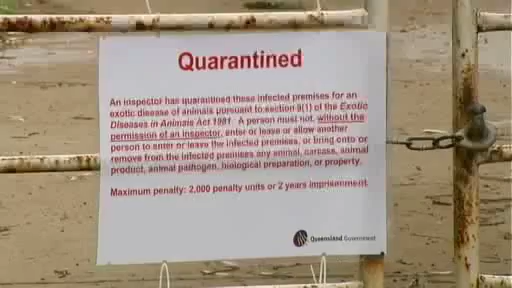 Quarantined
An inspector has quarantined these infected premises for an
exotic disease of animals pursuant to section 9(1) of the Exotic
Diseases in Animals Act 1981. A person must not, without the
permission of an inspector, enter or leave or allow another
person to enter or leave the infected premises, or bring onto or
remove from the infected premises any animal, carcase, animal
product, animal pathogen, biological preparation, or property.
Maximum penalty: 2,000 penalty units or 2 years imprisonment.
Queensland Government